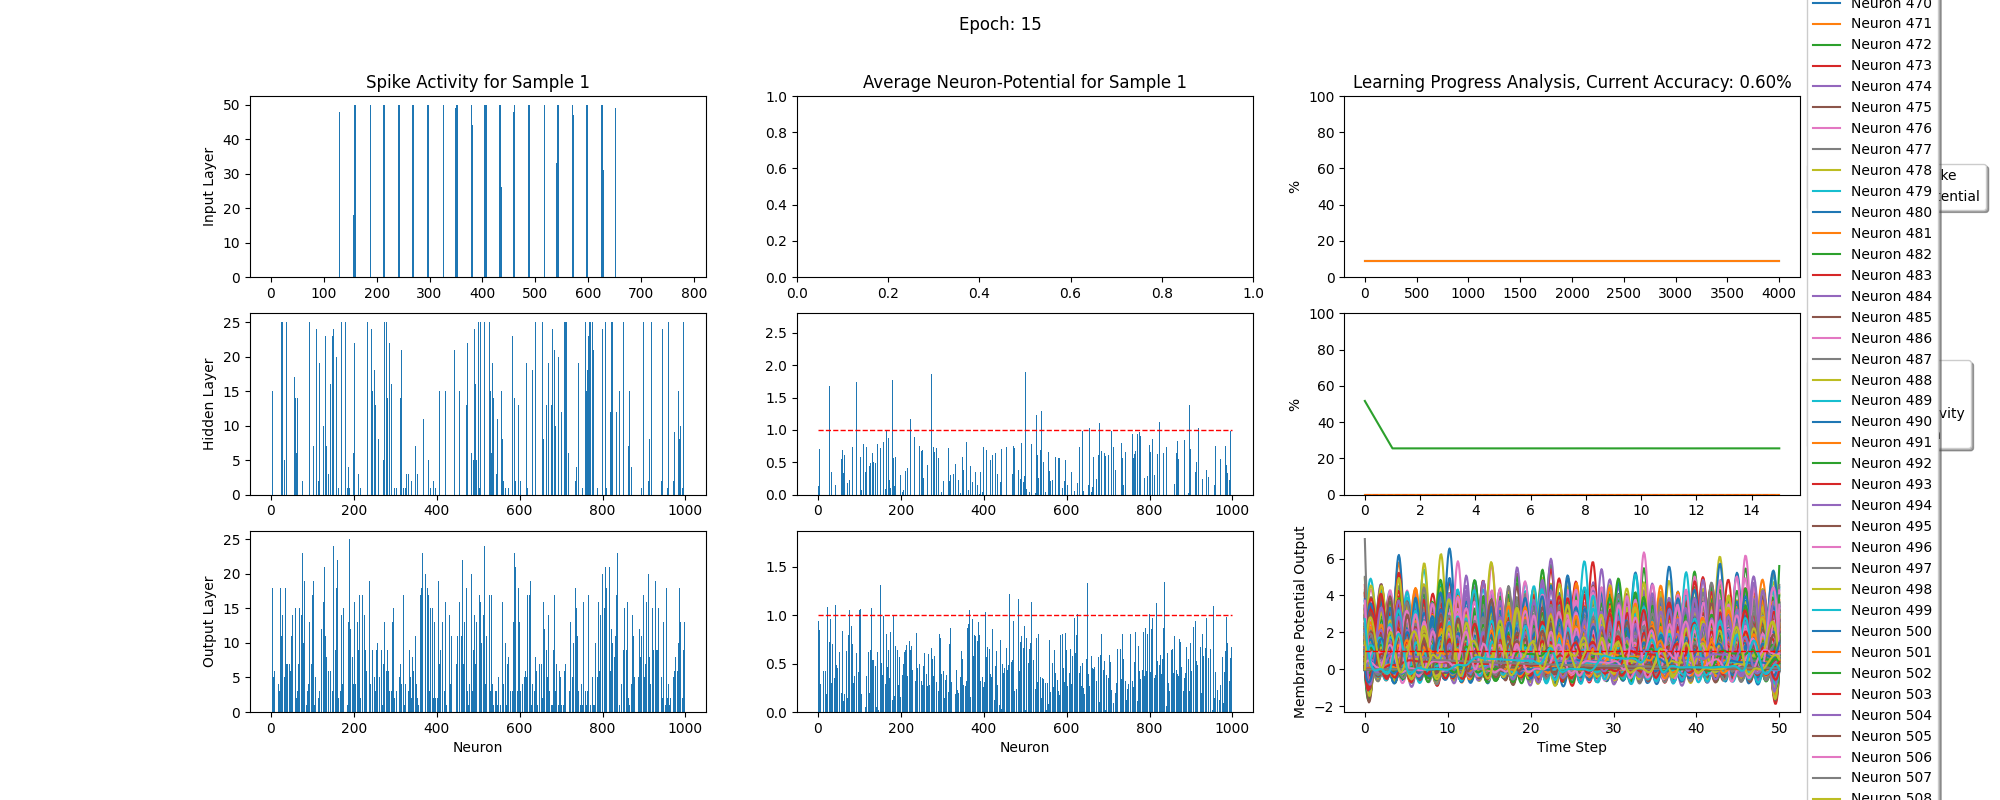 Epoch: 15
Spike Activity for Sample 1
Input Layer
50
40
30
20
10
0
0 100 200 300 400 500 600 700 800
Average Neuron-Potential for Sample 1
1.0
0.8
0.6
0.4
0.2
0.0
0.0 0.2 0.4 0.6 0.8 1.0
Learning Progress Analysis, Current Accuracy: 0.60%
%
100
80
60
40
20
0
0 500 1000 1500 2000 2500 3000 3500 4000
Hidden Layer
25
20
15
10
5
0
0 200 400 600 800 1000
2.5
2.0
1.5
1.0
0.5
0.0
0 200 400 600 800 1000
%
100
80
60
40
20
0
0 2 4 6 8 10 12 14
Output Layer
25
20
15
10
5
0
0 200 400 600 800 1000
Neuron
1.5
1.0
0.5
0.0
0 200 400 600 800 1000
Neuron
Membrane Potential Output
6
4
2
0
−2
0 10 20 30 40 50
Time Step
Neuron 470
Neuron 471
Neuron 472
Neuron 473
Neuron 474
Neuron 475
Neuron 476
Neuron 477
Neuron 478
Neuron 479
Neuron 480
Neuron 481
Neuron 482
Neuron 483
Neuron 484
Neuron 485
Neuron 486
Neuron 487
Neuron 488
Neuron 489
Neuron 490
Neuron 491
Neuron 492
Neuron 493
Neuron 494
Neuron 495
Neuron 496
Neuron 497
Neuron 498
Neuron 499
Neuron 500
Neuron 501
Neuron 502
Neuron 503
Neuron 504
Neuron 505
Neuron 506
Neuron 507
Neuron 508
ke
ential
vity